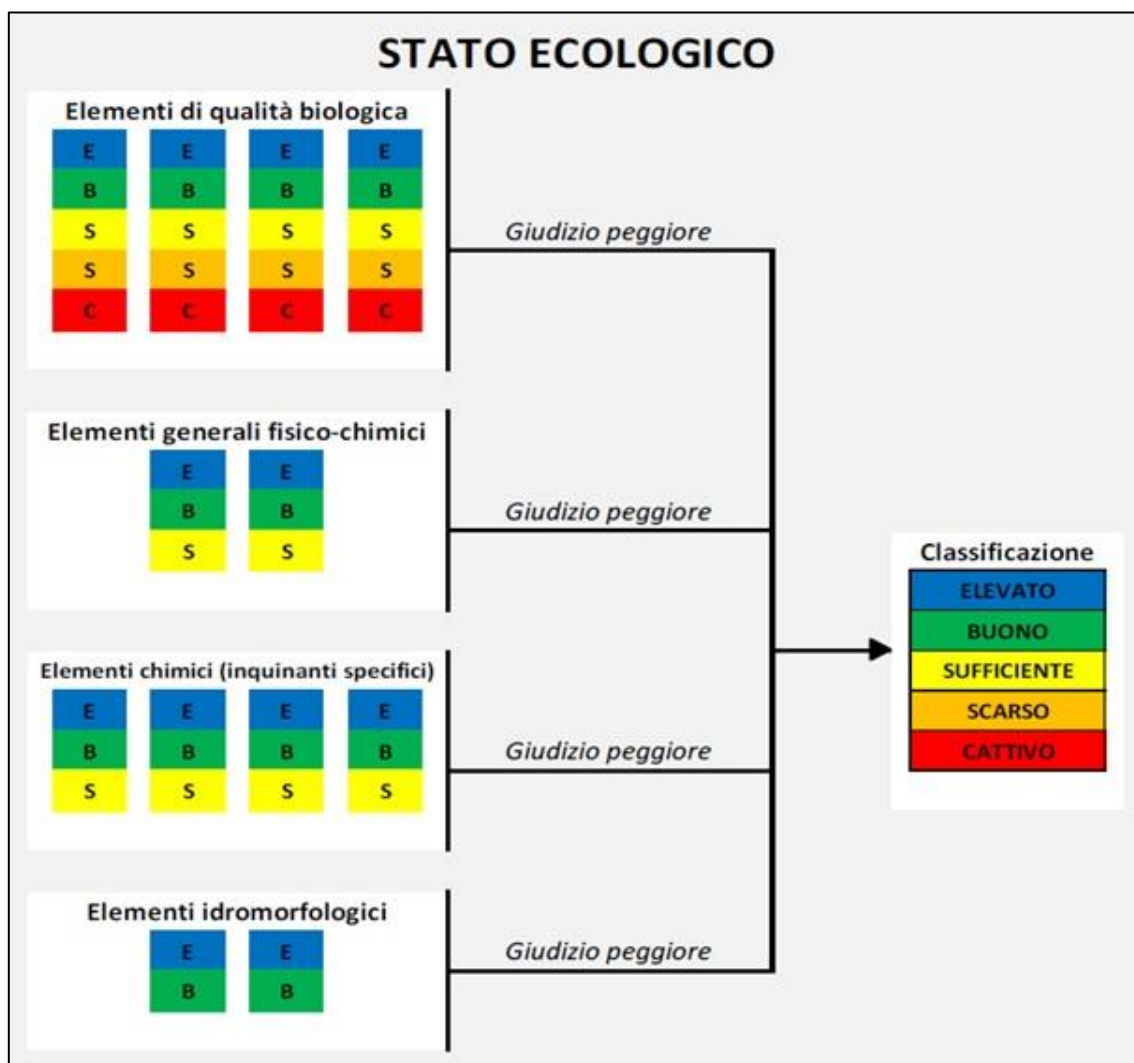 STATO ECOLOGICO
Elementi di qualità biologica
E E E E
B B B B
S S S S
S S S S
C C C C
Giudizio peggiore
Elementi generali fisico-chimici
E E
B B
S S
Giudizio peggiore
Elementi chimici (inquinanti specifici)
E E E E
B B B B
S S S S
Giudizio peggiore
Elementi idromorfologici
E E
B B
Giudizio peggiore
Classificazione
ELEVATO
BUONO
SUFFICIENTE
SCARSO
CATTIVO